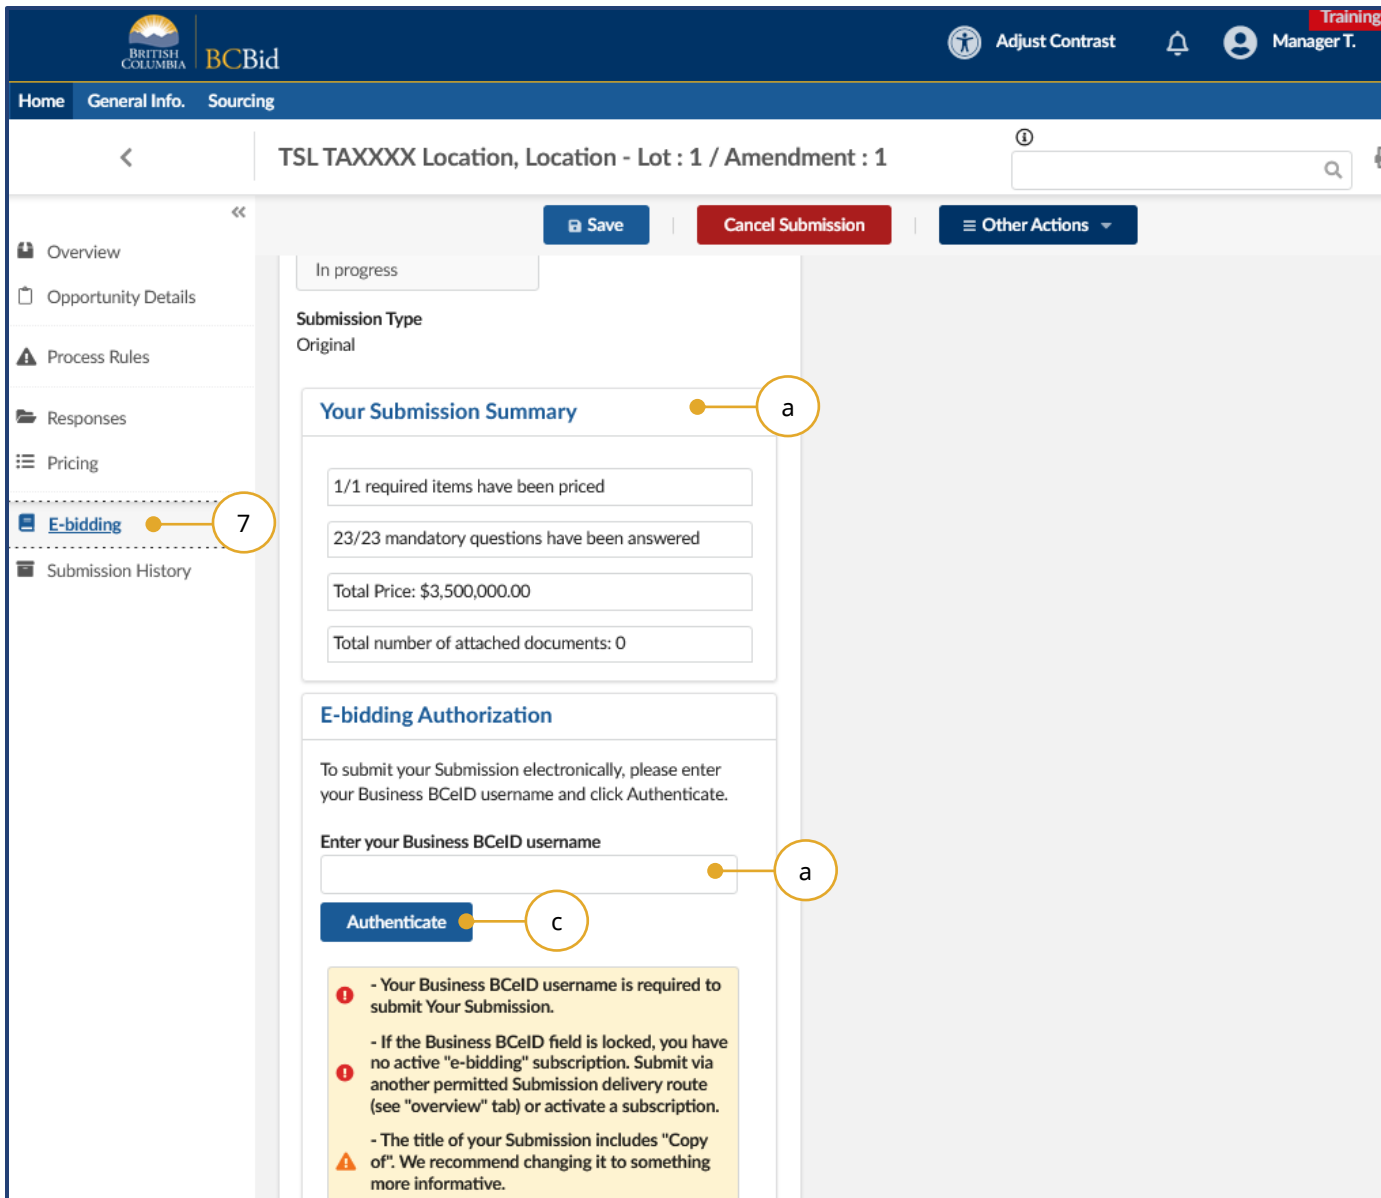 Training
BRITISH
COLUMBIA
BCBid
Adjust Contrast
Manager T.
Home General Info. Sourcing
TSL TAXXXX Location, Location - Lot : 1 / Amendment : 1
Save
Cancel Submission
Other Actions
Overview
Opportunity Details
Process Rules
Responses
Pricing
E-bidding
7
Submission History
In progress
Submission Type
Original
Your Submission Summary
a
1/1 required items have been priced
23/23 mandatory questions have been answered
Total Price: $3,500,000.00
Total number of attached documents: 0
E-bidding Authorization
To submit your Submission electronically, please enter
your Business BCeID username and click Authenticate.
Enter your Business BCeID username
a
Authenticate
c
- Your Business BCeID username is required to
submit Your Submission.
- If the Business BCeID field is locked, you have
no active "e-bidding" subscription. Submit via
another permitted Submission delivery route
(see "overview" tab) or activate a subscription.
- The title of your Submission includes "Copy
of". We recommend changing it to something
more informative.